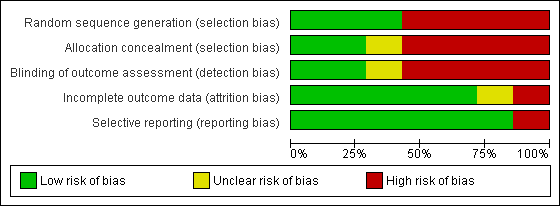 Random sequence generation (selection bias)
Allocation concealment (selection bias)
Blinding of outcome assessment (detection bias)
Incomplete outcome data (attrition bias)
Selective reporting (reporting bias)
0% 25% 50% 75% 100%
Low risk of bias Unclear risk of bias High risk of bias